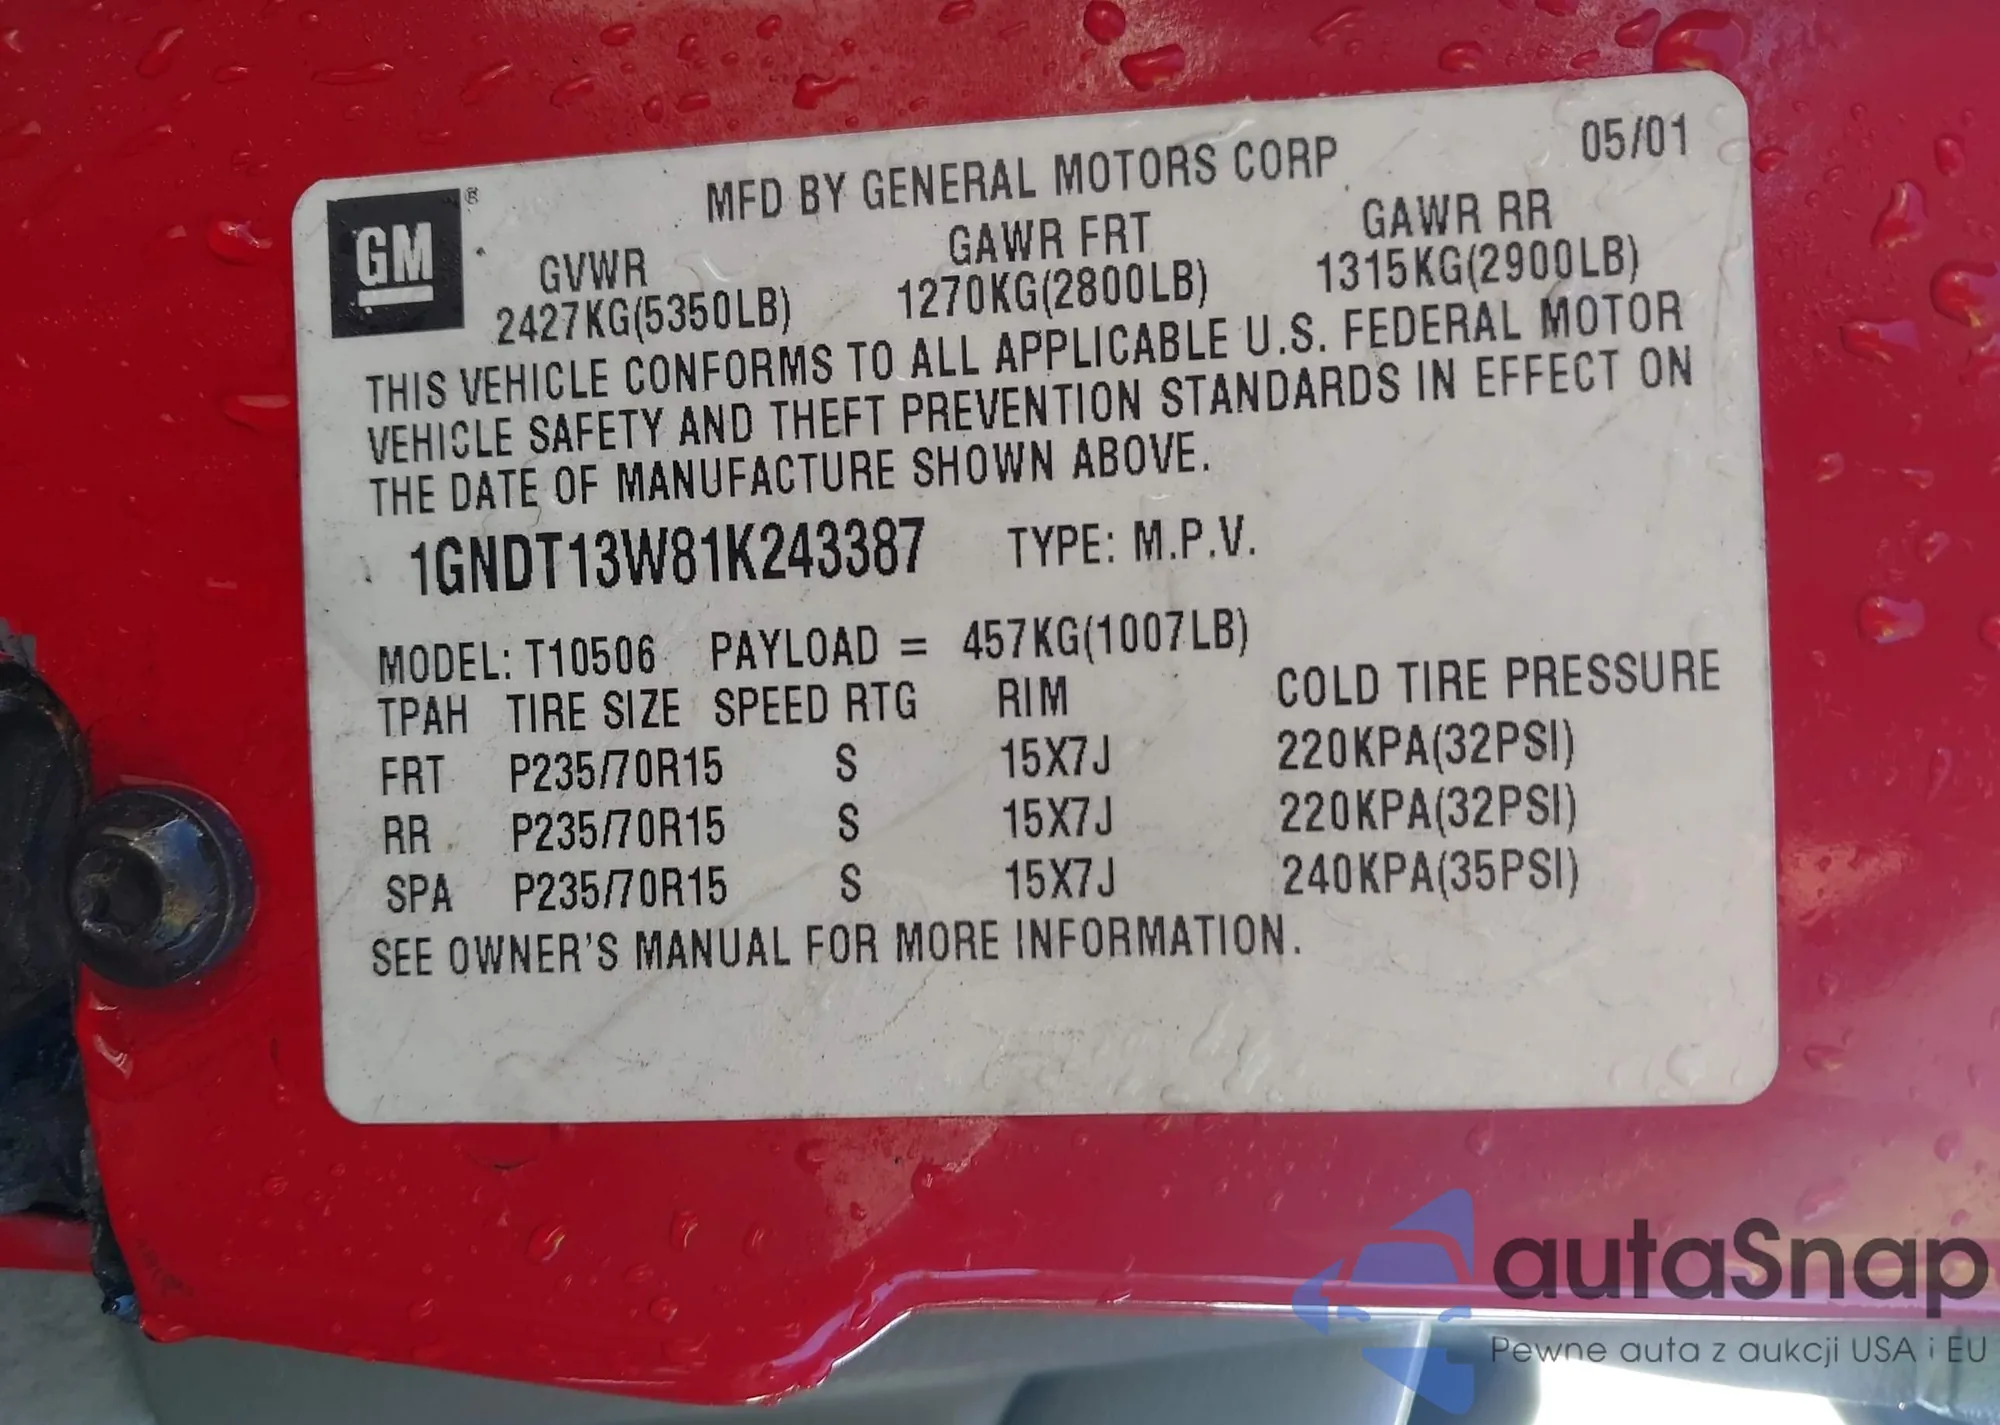 MFD BY GENERAL MOTORS CORP 05/01
GM ®
GVWR GAWR FRT GAWR RR
2427KG(5350LB) 1270KG(2800LB) 1315KG(2900LB)
THIS VEHICLE CONFORMS TO ALL APPLICABLE U.S. FEDERAL MOTOR
VEHICLE SAFETY AND THEFT PREVENTION STANDARDS IN EFFECT ON
THE DATE OF MANUFACTURE SHOWN ABOVE.
1GNDT13W81K243387 TYPE: M.P.V.
MODEL: T10506 PAYLOAD = 457KG(1007LB)
TPAH TIRE SIZE SPEED RTG RIM COLD TIRE PRESSURE
FRT P235/70R15 S 15X7J 220KPA(32PSI)
RR P235/70R15 S 15X7J 220KPA(32PSI)
SPA P235/70R15 S 15X7J 240KPA(35PSI)
SEE OWNER'S MANUAL FOR MORE INFORMATION.
autaSnap
Pewne auta z aukcji USA i EU